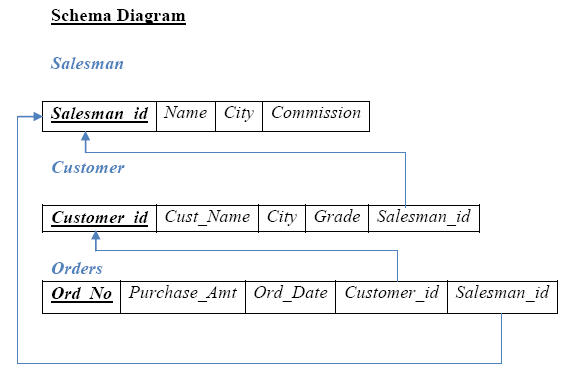 Schema Diagram
Salesman
Salesman_id Name City Commission
Customer
Customer_id Cust_Name City Grade Salesman_id
Orders
Ord_No Purchase_Amt Ord_Date Customer_id Salesman_id